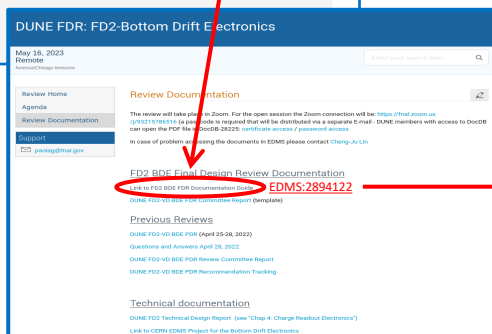 DUNE FDR: FD2-Bottom Drift Electronics
May 16, 2023
Remote
America/Chicago timezone
Enter your search term
Review Home
Agenda
Review Documentation
Support
paolag@fnal.gov
Review Documentation
The review will take place in Zoom. For the open session the Zoom connection will be: https://fnal.zoom.us
/j/93215786516 (a passcode is required that will be distributed via a separate E-mail - DUNE members with access to DocDB
can open the PDF file in DocDB-28225: certificate access / password access
In case of problem accessing the documents in EDMS please contact Cheng-Ju Lin
FD2 BDE Final Design Review Documentation
Link to FD2 BDE FDR Documentation Guide
EDMS:2894122
DUNE FD2-VD BDE FDR Committee Report (template)
Previous Reviews
DUNE FD2-VD BDE PDR (April 25-28, 2022)
Questions and Answers April 28, 2022
DUNE FD2-VD BDE PDR Review Committee Report
DUNE FD2-VD BDE PDR Recommendation Tracking
Technical documentation
DUNE FD2 Technical Design Report (see "Chap 4: Charge Readout Electronics")
Link to CERN EDMS Project for the Bottom Drift Electronics